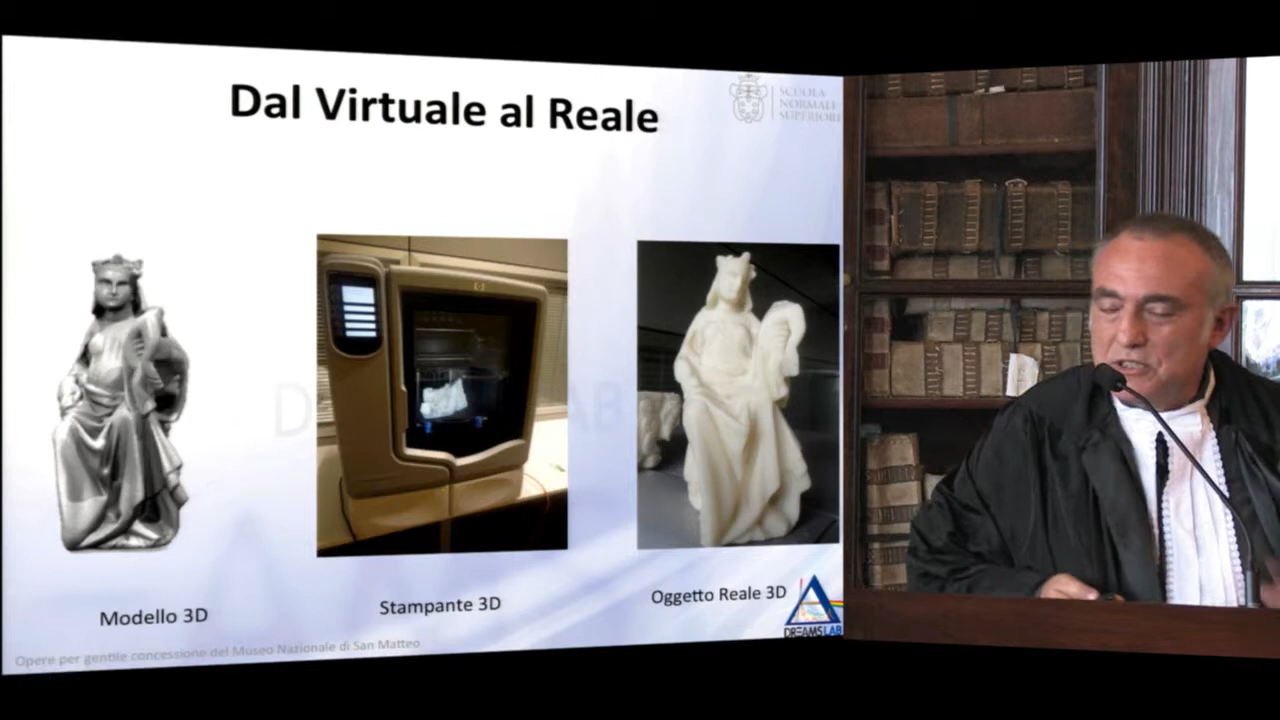 Dal Virtuale al Reale
SCUOLA
NORMALE
SUPERIORE
Modello 3D
Stampante 3D
Oggetto Reale 3D
DREAMSLAB
Opere per gentile concessione del Museo Nazionale di San Matteo